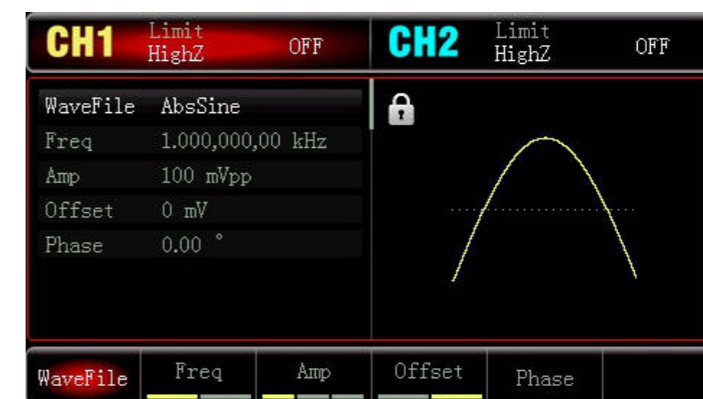 CH1 Limit HighZ OFF CH2 Limit HighZ OFF
WaveFile AbsSine
Freq 1.000,000,00 kHz
Amp 100 mVpp
Offset 0 mV
Phase 0.00 °
WaveFile Freq Amp Offset Phase